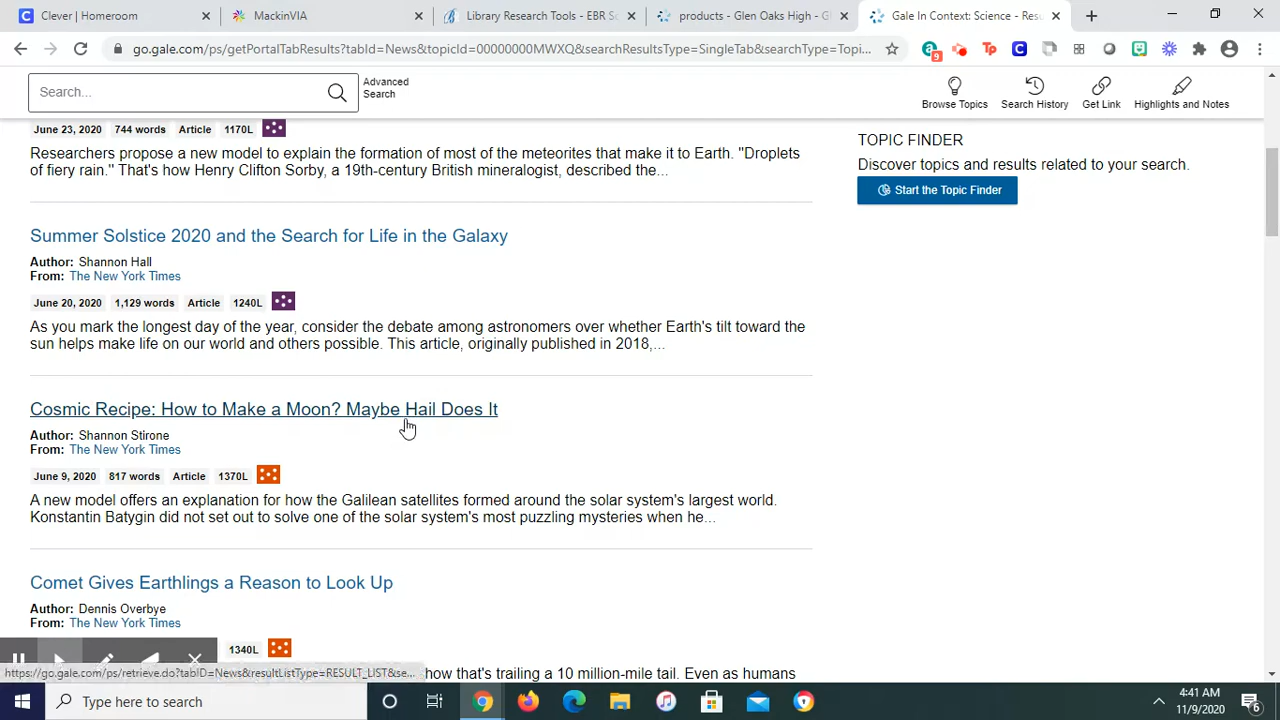 Clever | Homeroom
MackinVIA
Library Research Tools - EBR S
products - Glen Oaks High - G
Gale In Context: Science - Res
go.gale.com/ps/getPortalTabResults?tabId=News&topicId=00000000MWXQ&searchResultsType=SingleTab&searchType=Topi...
9
Search...
Advanced
Search
Browse Topics
Search History
Get Link
Highlights and Notes
June 23, 2020 744 words Article 1170L
Researchers propose a new model to explain the formation of most of the meteorites that make it to Earth. "Droplets
of fiery rain." That's how Henry Clifton Sorby, a 19th-century British mineralogist, described the...
TOPIC FINDER
Discover topics and results related to your search.
Start the Topic Finder
Summer Solstice 2020 and the Search for Life in the Galaxy
Author: Shannon Hall
From: The New York Times
June 20, 2020 1,129 words Article 1240L
As you mark the longest day of the year, consider the debate among astronomers over whether Earth's tilt toward the
sun helps make life on our world and others possible. This article, originally published in 2018,...
Cosmic Recipe: How to Make a Moon? Maybe Hail Does It
Author: Shannon Stirone
From: The New York Times
June 9, 2020 817 words Article 1370L
A new model offers an explanation for how the Galilean satellites formed around the solar system's largest world.
Konstantin Batygin did not set out to solve one of the solar system's most puzzling mysteries when he...
Comet Gives Earthlings a Reason to Look Up
Author: Dennis Overbye
From: The New York Times
1340L
https://go.gale.com/ps/retrieve.do?tabID=News&resultListType=RESULT_LIST&se...
how that's trailing a 10 million-mile tail. Even as humans
Type here to search
4:41 AM
11/9/2020
6